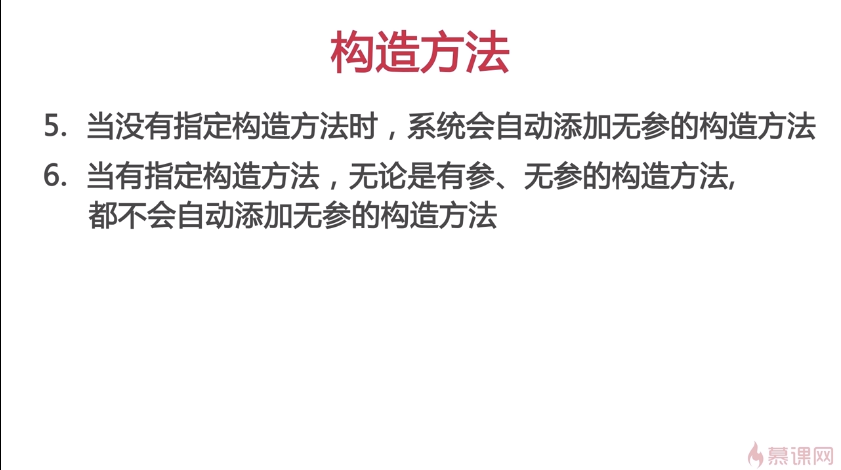 构造方法
5. 当没有指定构造方法时，系统会自动添加无参的构造方法
6. 当有指定构造方法，无论是有参、无参的构造方法,
都不会自动添加无参的构造方法
慕课网